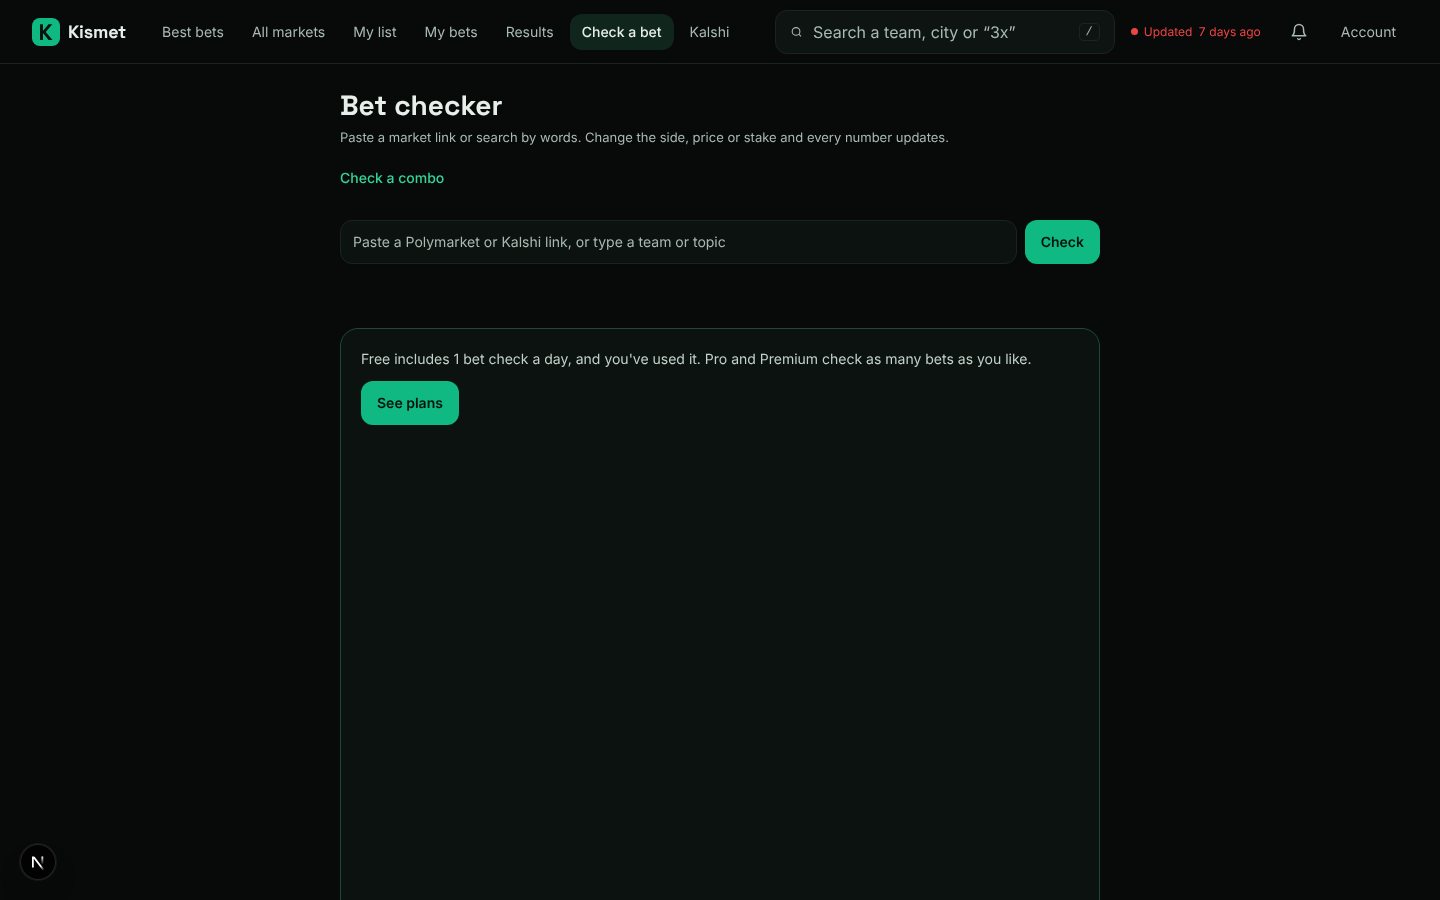 Kismet
Best bets
All markets
My list
My bets
Results
Check a bet
Kalshi
Search a team, city or “3x”
/
Updated 7 days ago
Account
Bet checker
Paste a market link or search by words. Change the side, price or stake and every number updates.
Check a combo
Paste a Polymarket or Kalshi link, or type a team or topic
Check
Free includes 1 bet check a day, and you've used it. Pro and Premium check as many bets as you like.
See plans